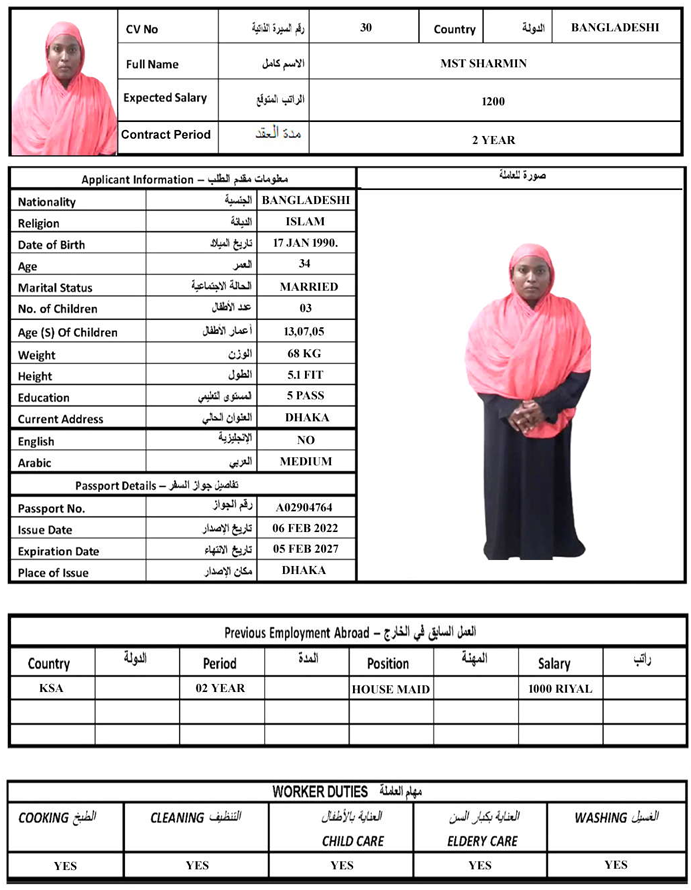 CV No رقم السيرة الذاتية 30 Country الدولة BANGLADESHI
Full Name الاسم كامل MST SHARMIN
Expected Salary الراتب المتوقع 1200
Contract Period مدة العقد 2 YEAR
Applicant Information – معلومات مقدم الطلب
صورة للعاملة
Nationality الجنسية BANGLADESHI
Religion الديانة ISLAM
Date of Birth تاريخ الميلاد 17 JAN 1990.
Age العمر 34
Marital Status الحالة الاجتماعية MARRIED
No. of Children عدد الأطفال 03
Age (S) Of Children أعمار الأطفال 13,07,05
Weight الوزن 68 KG
Height الطول 5.1 FIT
Education المستوى التعليمي 5 PASS
Current Address العنوان الحالي DHAKA
English الإنجليزية NO
Arabic العربي MEDIUM
Passport Details – تفاصيل جواز السفر
Passport No. رقم الجواز A02904764
Issue Date تاريخ الإصدار 06 FEB 2022
Expiration Date تاريخ الانتهاء 05 FEB 2027
Place of Issue مكان الإصدار DHAKA
Previous Employment Abroad – العمل السابق في الخارج
Country الدولة Period المدة Position المهنة Salary راتب
KSA 02 YEAR HOUSE MAID 1000 RIYAL
WORKER DUTIES مهام العاملة
COOKING الطبخ CLEANING التنظيف العناية بالأطفال العناية بكبار السن WASHING الغسيل
CHILD CARE ELDERY CARE
YES YES YES YES YES